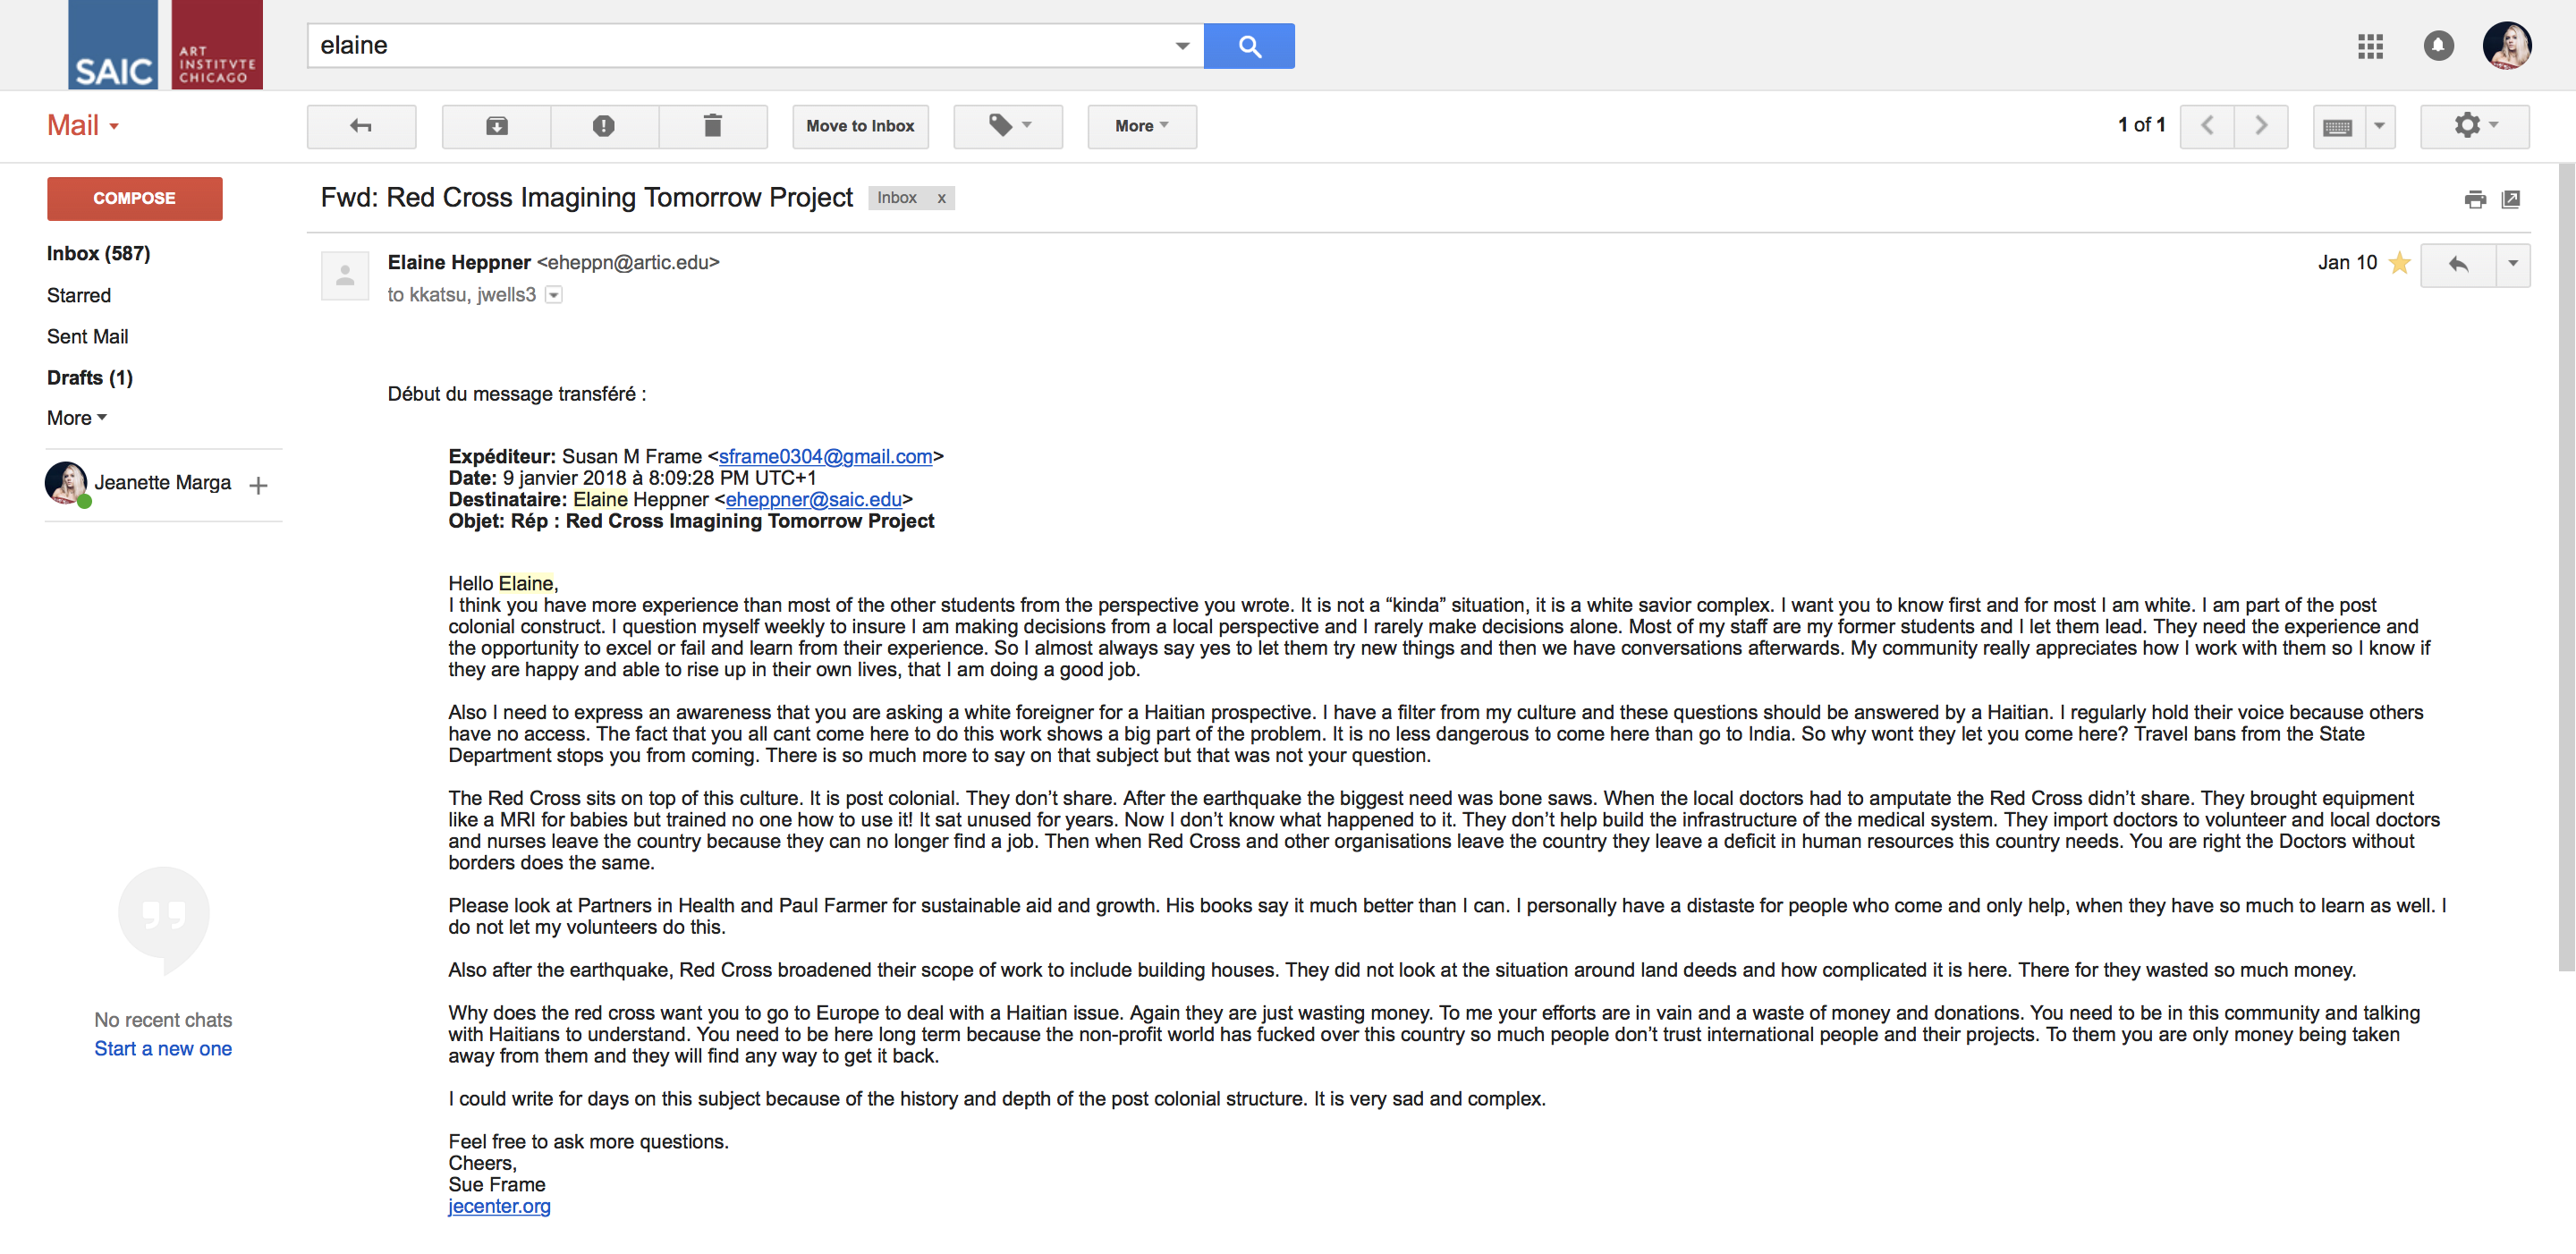 SAIC
ART
INSTITVTE
CHICAGO
elaine
Mail
Move to Inbox
More
1 of 1
COMPOSE
Inbox (587)
Starred
Sent Mail
Drafts (1)
More
Jeanette Marga
No recent chats
Start a new one
Fwd: Red Cross Imagining Tomorrow Project
Inbox x
Elaine Heppner <eheppn@artic.edu>
Jan 10
to kkatsu, jwells3
Début du message transféré :
Expéditeur: Susan M Frame <sframe0304@gmail.com>
Date: 9 janvier 2018 à 8:09:28 PM UTC+1
Destinataire: Elaine Heppner <eheppner@saic.edu>
Objet: Rép : Red Cross Imagining Tomorrow Project
Hello Elaine,
I think you have more experience than most of the other students from the perspective you wrote. It is not a “kinda” situation, it is a white savior complex. I want you to know first and for most I am white. I am part of the post
colonial construct. I question myself weekly to insure I am making decisions from a local perspective and I rarely make decisions alone. Most of my staff are my former students and I let them lead. They need the experience and
the opportunity to excel or fail and learn from their experience. So I almost always say yes to let them try new things and then we have conversations afterwards. My community really appreciates how I work with them so I know if
they are happy and able to rise up in their own lives, that I am doing a good job.
Also I need to express an awareness that you are asking a white foreigner for a Haitian prospective. I have a filter from my culture and these questions should be answered by a Haitian. I regularly hold their voice because others
have no access. The fact that you all cant come here to do this work shows a big part of the problem. It is no less dangerous to come here than go to India. So why wont they let you come here? Travel bans from the State
Department stops you from coming. There is so much more to say on that subject but that was not your question.
The Red Cross sits on top of this culture. It is post colonial. They don’t share. After the earthquake the biggest need was bone saws. When the local doctors had to amputate the Red Cross didn’t share. They brought equipment
like a MRI for babies but trained no one how to use it! It sat unused for years. Now I don’t know what happened to it. They don’t help build the infrastructure of the medical system. They import doctors to volunteer and local doctors
and nurses leave the country because they can no longer find a job. Then when Red Cross and other organisations leave the country they leave a deficit in human resources this country needs. You are right the Doctors without
borders does the same.
Please look at Partners in Health and Paul Farmer for sustainable aid and growth. His books say it much better than I can. I personally have a distaste for people who come and only help, when they have so much to learn as well. I
do not let my volunteers do this.
Also after the earthquake, Red Cross broadened their scope of work to include building houses. They did not look at the situation around land deeds and how complicated it is here. There for they wasted so much money.
Why does the red cross want you to go to Europe to deal with a Haitian issue. Again they are just wasting money. To me your efforts are in vain and a waste of money and donations. You need to be in this community and talking
with Haitians to understand. You need to be here long term because the non-profit world has fucked over this country so much people don’t trust international people and their projects. To them you are only money being taken
away from them and they will find any way to get it back.
I could write for days on this subject because of the history and depth of the post colonial structure. It is very sad and complex.
Feel free to ask more questions.
Cheers,
Sue Frame
jecenter.org